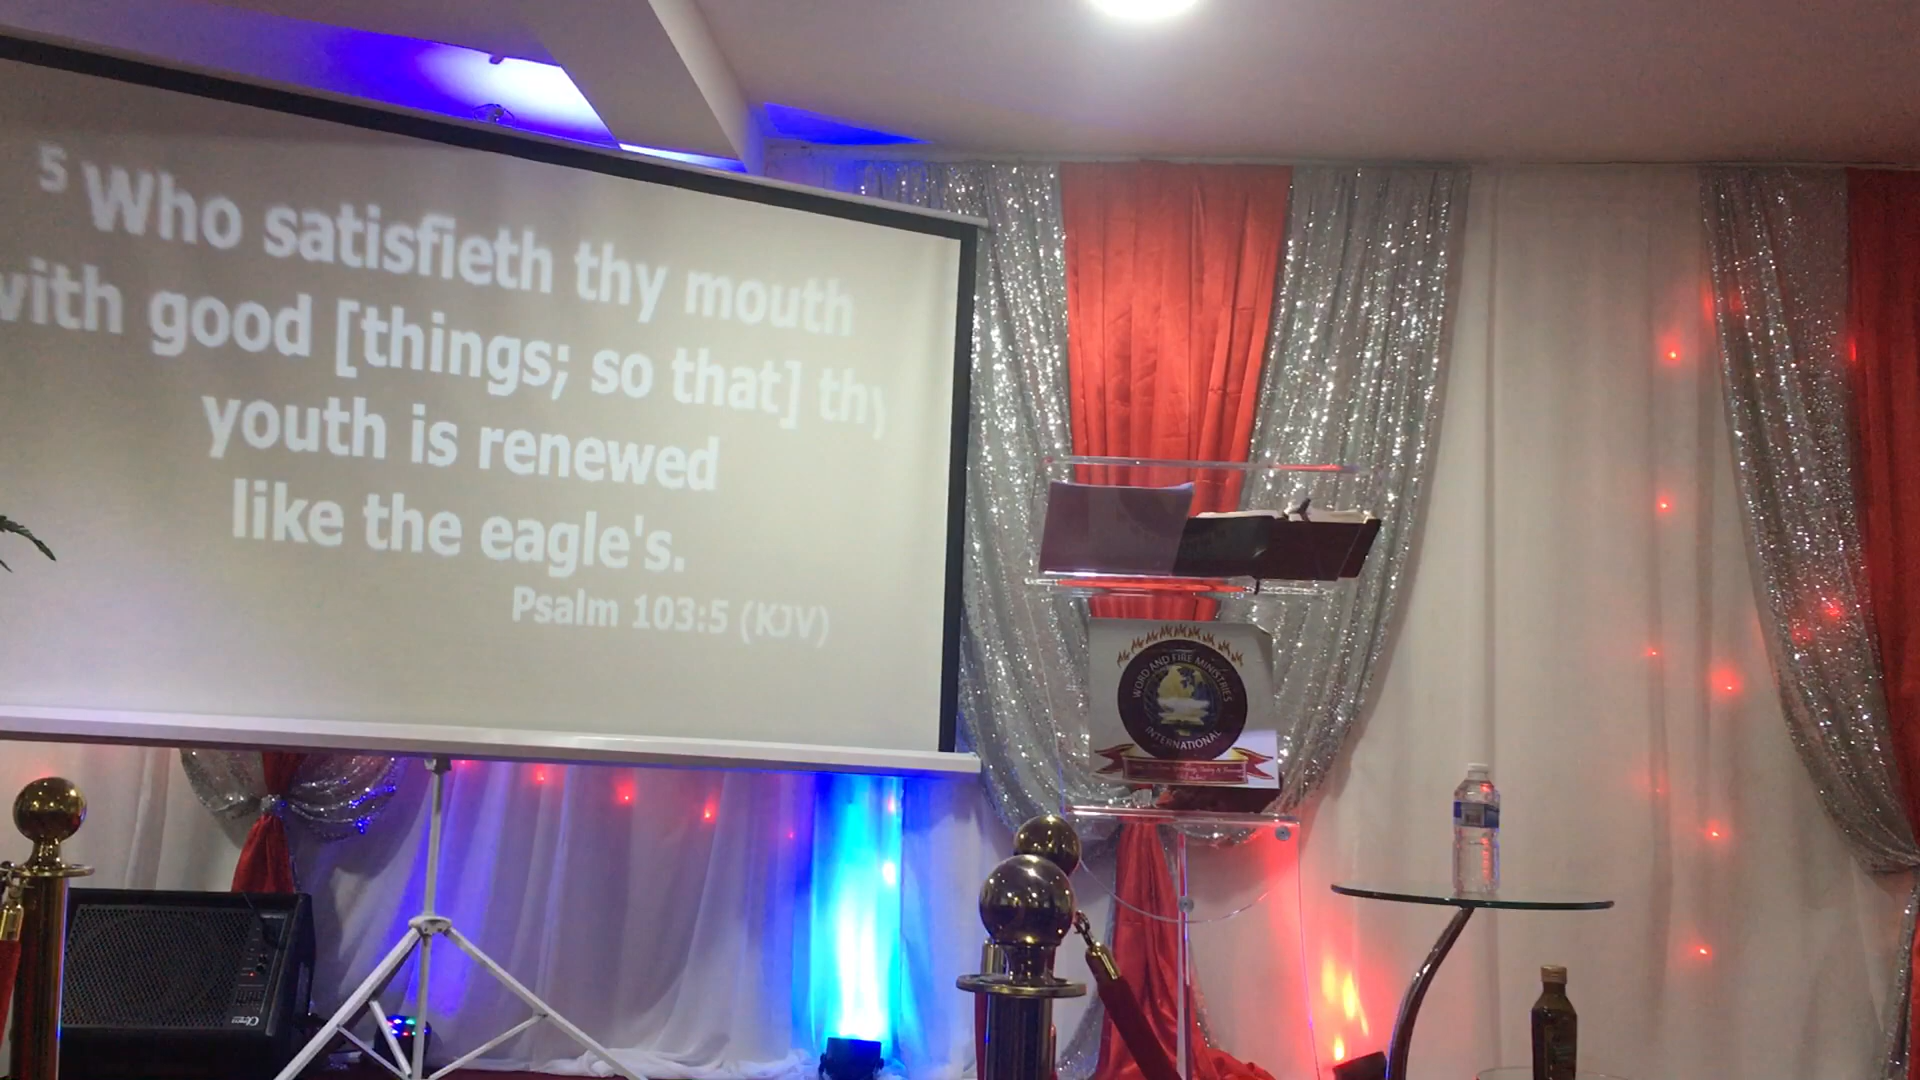 5 Who satisfieth thy mouth
with good [things; so that] thy
youth is renewed
like the eagle's.
Psalm 103:5 (KJV)
WORD AND FIRE MINISTRIES
INTERNATIONAL